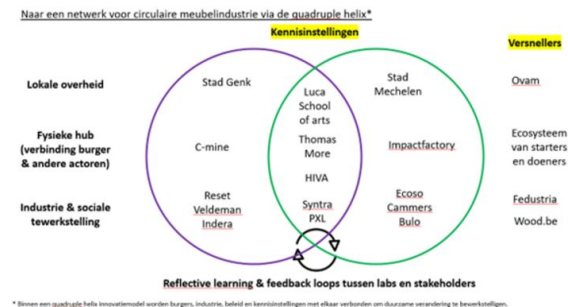 Naar een netwerk voor circulaire meubelindustrie via de quadruple helix*
Kennisinstellingen
Versnellers
Lokale overheid
Stad Genk
Luca
School
of arts
Stad
Mechelen
Ovam
Fysieke hub
(verbinding burger
& andere actoren)
C-mine
Thomas
More
HIVA
Impactfactory
Ecosysteem
van starters
en doeners
Industrie & sociale
tewerkstelling
Reset
Veldeman
Indera
Syntra
PXL
Ecoso
Cammers
Bulo
Fedustria
Wood.be
Reflective learning & feedback loops tussen labs en stakeholders
* Binnen een quadruple helix innovatiemodel worden burgers, industrie, beleid en kennisinstellingen met elkaar verbonden om duurzame verandering te bewerkstelligen.